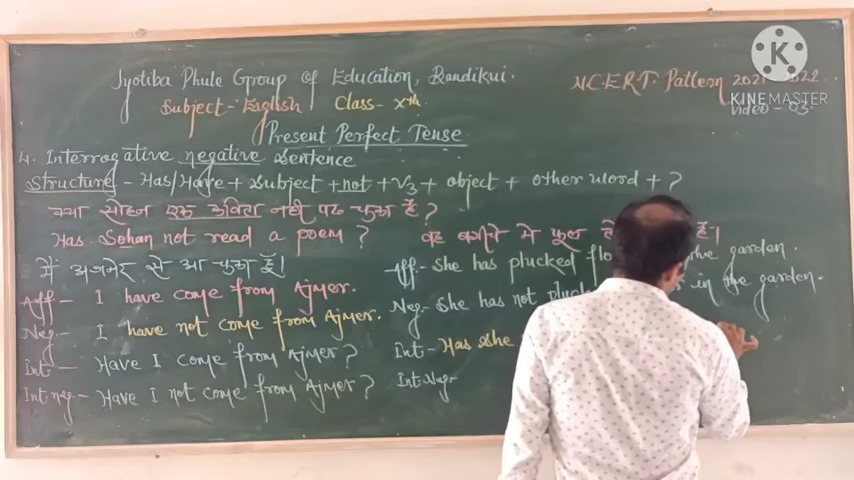 Jyotiba Phule Group of Education, Bandikui.
N.C.E.R.T. Pattern 2021-2022
Subject- English Class- Xth
KINEMASTER
Video - 03.
Present Perfect Tense
4. Interrogative negative Sentence
Structure - Has/Have + Subject + not + V3 + object + other word + ?
क्या सोहन एक कविता नहीं पढ चुका है ?
Has Sohan not read a poem ?
मैं अजमेर से आ चुका हूँ।
Aff - I have come from Ajmer.
Neg - I have not come from Ajmer.
Int - Have I come from Ajmer?
Int neg - Have I not come from Ajmer ?
वह बगीचे में फूल हैं।
Aff.- She has plucked the garden.
Neg.- She has not in the garden.
Int- Has she
Int.Neg-